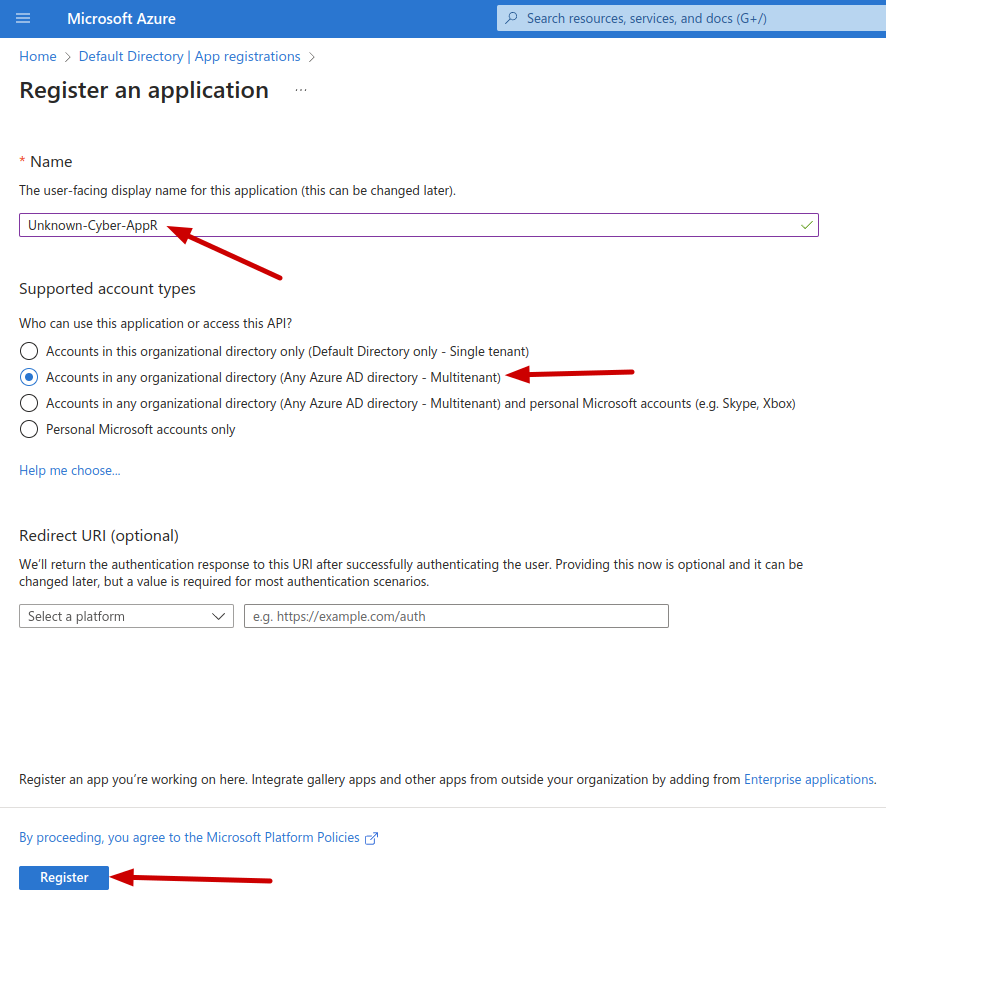 Microsoft Azure
Search resources, services, and docs (G+/)
Home > Default Directory | App registrations >
Register an application ...
* Name
The user-facing display name for this application (this can be changed later).
Unknown-Cyber-AppR
Supported account types
Who can use this application or access this API?
Accounts in this organizational directory only (Default Directory only - Single tenant)
Accounts in any organizational directory (Any Azure AD directory - Multitenant)
Accounts in any organizational directory (Any Azure AD directory - Multitenant) and personal Microsoft accounts (e.g. Skype, Xbox)
Personal Microsoft accounts only
Help me choose...
Redirect URI (optional)
We'll return the authentication response to this URI after successfully authenticating the user. Providing this now is optional and it can be
changed later, but a value is required for most authentication scenarios.
Select a platform
e.g. https://example.com/auth
Register an app you're working on here. Integrate gallery apps and other apps from outside your organization by adding from Enterprise applications.
By proceeding, you agree to the Microsoft Platform Policies
Register